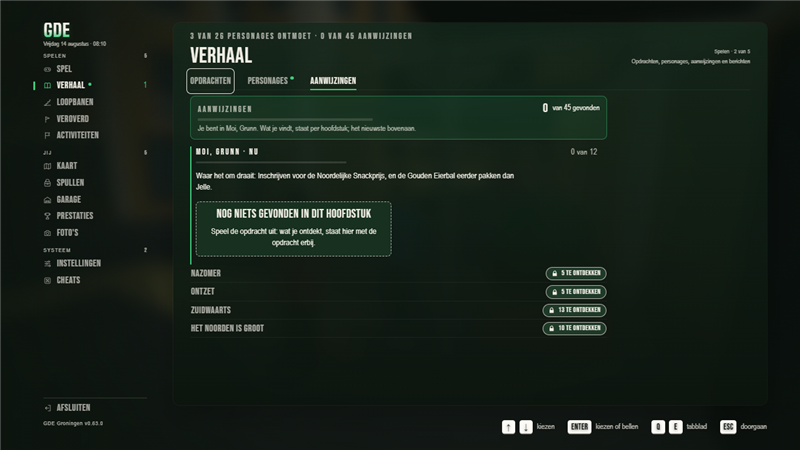 GDE
Vrijdag 14 augustus · 08:10
SPELEN 5
SPEL
VERHAAL 1
LOOPBANEN
VEROVERD
ACTIVITEITEN
JIJ 5
KAART
SPULLEN
GARAGE
PRESTATIES
FOTO'S
SYSTEEM 2
INSTELLINGEN
CHEATS
AFSLUITEN
GDE Groningen v0.63.0
3 VAN 26 PERSONAGES ONTMOET · 0 VAN 45 AANWIJZINGEN
VERHAAL
Spelen · 2 van 5
Opdrachten, personages, aanwijzingen en berichten
OPDRACHTEN PERSONAGES AANWIJZINGEN
AANWIJZINGEN 0 van 45 gevonden
Je bent in Moi, Grunn. Wat je vindt, staat per hoofdstuk; het nieuwste bovenaan.
MOI, GRUNN · NU 0 van 12
Waar het om draait: Inschrijven voor de Noordelijke Snackprijs, en de Gouden Eierbal eerder pakken dan
Jelle.
NOG NIETS GEVONDEN IN DIT HOOFDSTUK
Speel de opdracht uit: wat je ontdekt, staat hier met de
opdracht erbij.
NAZOMER 5 TE ONTDEKKEN
ONTZET 5 TE ONTDEKKEN
ZUIDWAARTS 13 TE ONTDEKKEN
HET NOORDEN IS GROOT 10 TE ONTDEKKEN
↑ ↓ kiezen ENTER kiezen of bellen Q E tabblad ESC doorgaan